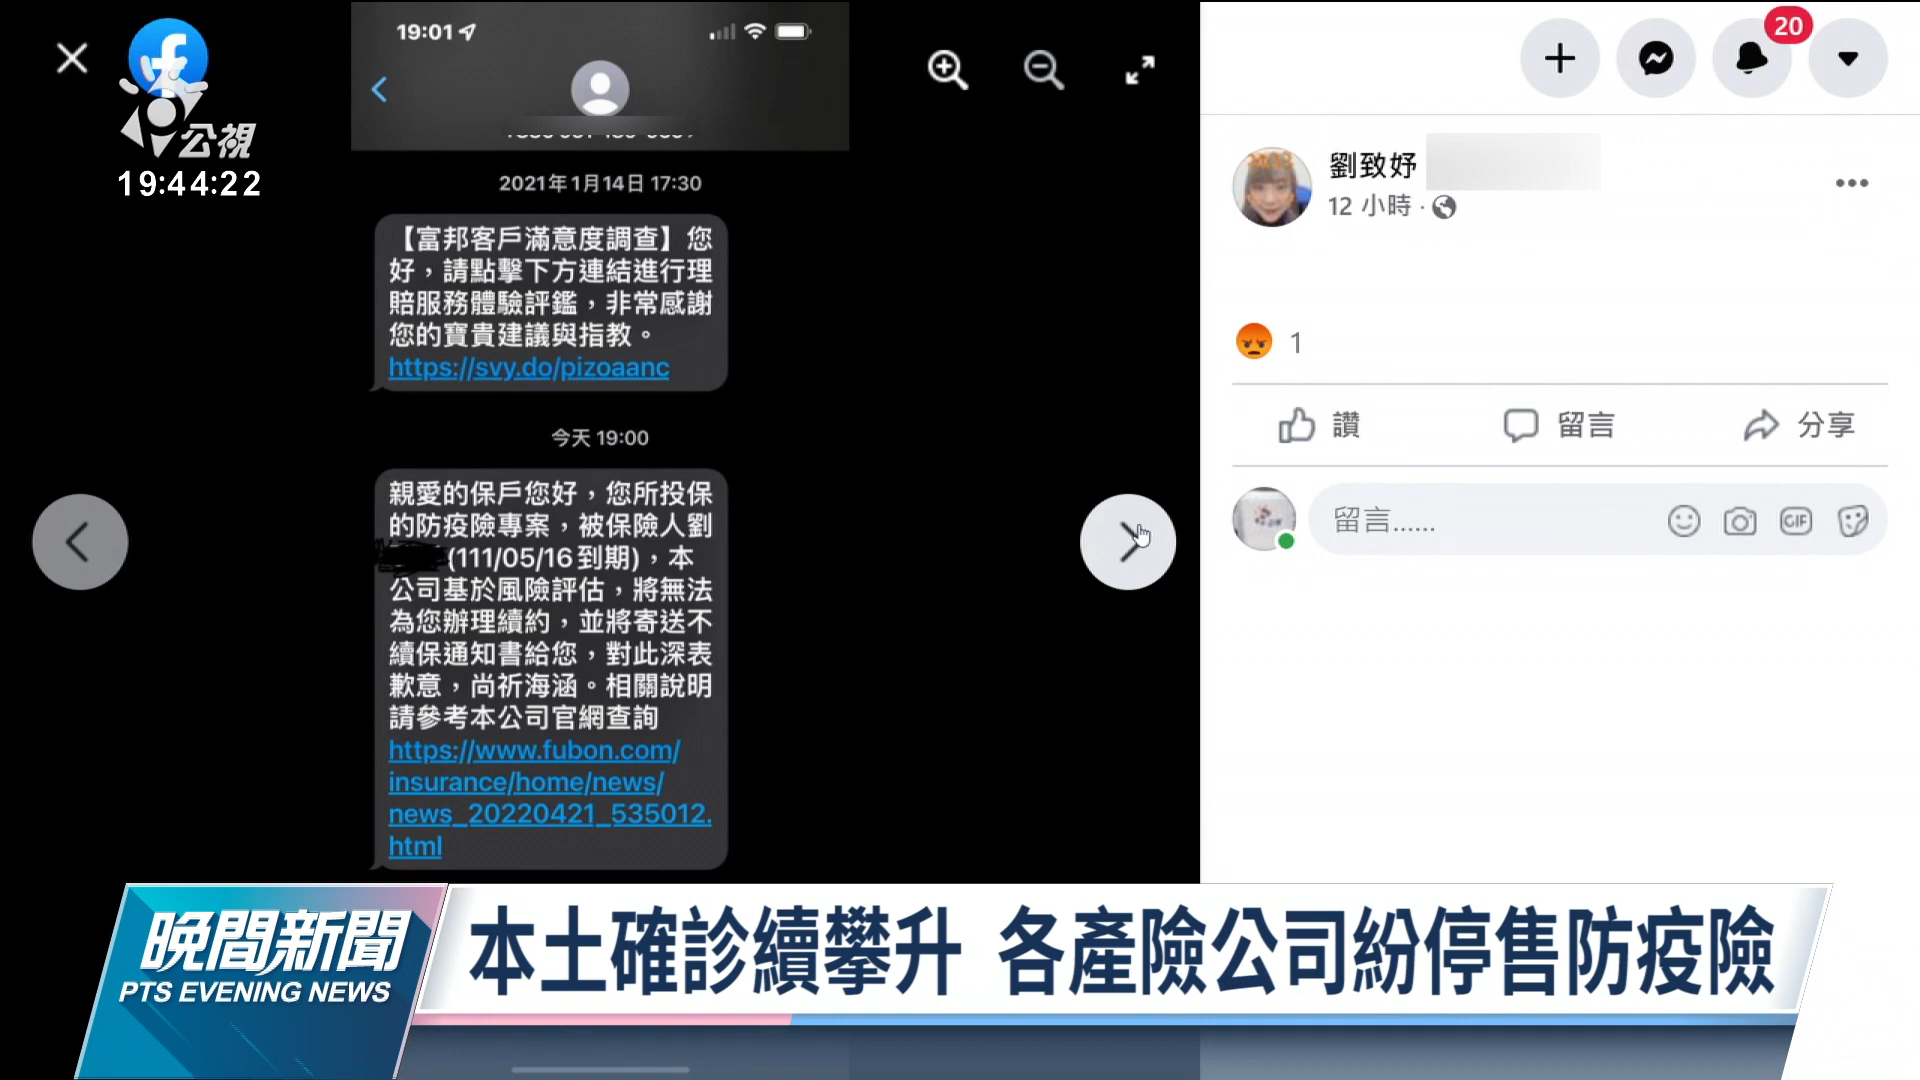 公視
19:44:22
19:01
2021年1月14日 17:30
【富邦客戶滿意度調查】您
好，請點擊下方連結進行理
賠服務體驗評鑑，非常感謝
您的寶貴建議與指教。
https://svy.do/pizoaanc
今天 19:00
親愛的保戶您好，您所投保
的防疫險專案，被保險人劉
(111/05/16到期)，本
公司基於風險評估，將無法
為您辦理續約，並將寄送不
續保通知書給您，對此深表
歉意，尚祈海涵。相關說明
請參考本公司官網查詢
https://www.fubon.com/
insurance/home/news/
news_20220421_535012.
html
20
劉致妤
12 小時 ·
1
讚
留言
分享
留言......
GIF
晚間新聞
PTS EVENING NEWS
本土確診續攀升 各產險公司紛停售防疫險